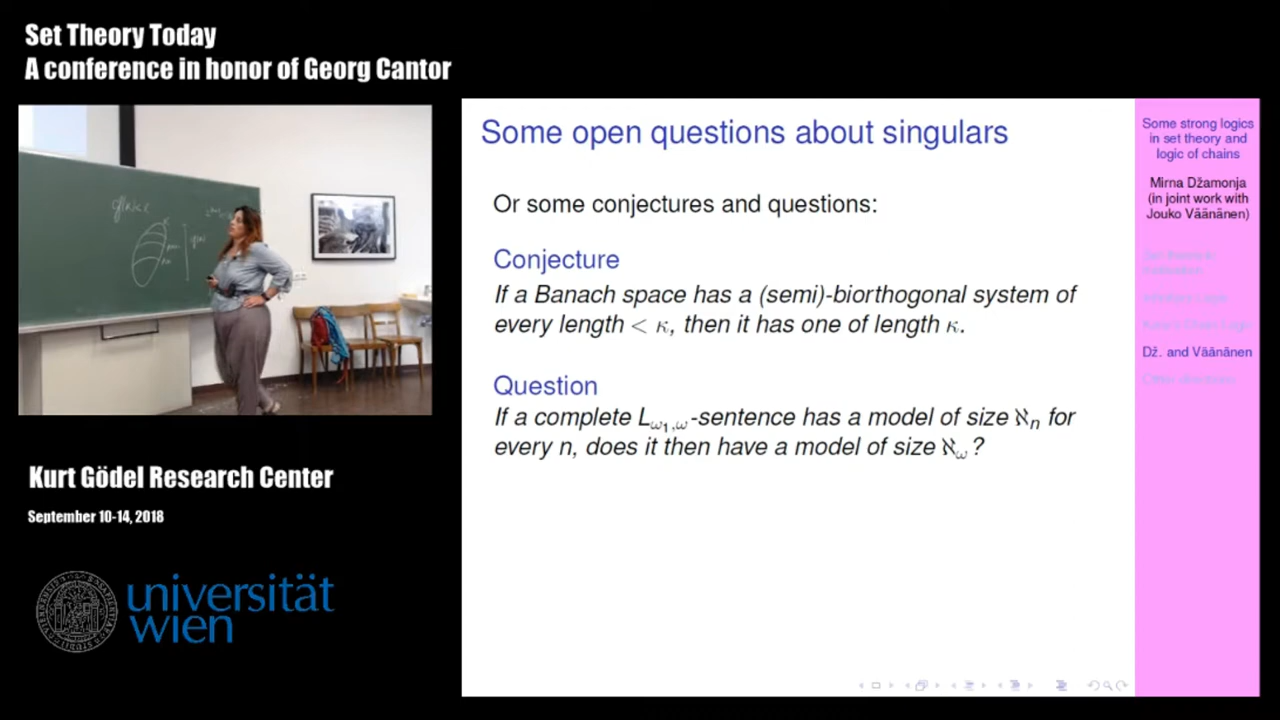 Set Theory Today
A conference in honor of Georg Cantor
Kurt Gödel Research Center
September 10-14, 2018
universität
wien
Some open questions about singulars
Or some conjectures and questions:
Conjecture
If a Banach space has a (semi)-biorthogonal system of
every length < κ, then it has one of length κ.
Question
If a complete L_{ω₁,ω}-sentence has a model of size ℵ_n for
every n, does it then have a model of size ℵ_ω?
Some strong logics
in set theory and
logic of chains
Mirna Džamonja
(in joint work with
Jouko Väänänen)
Dž. and Väänänen